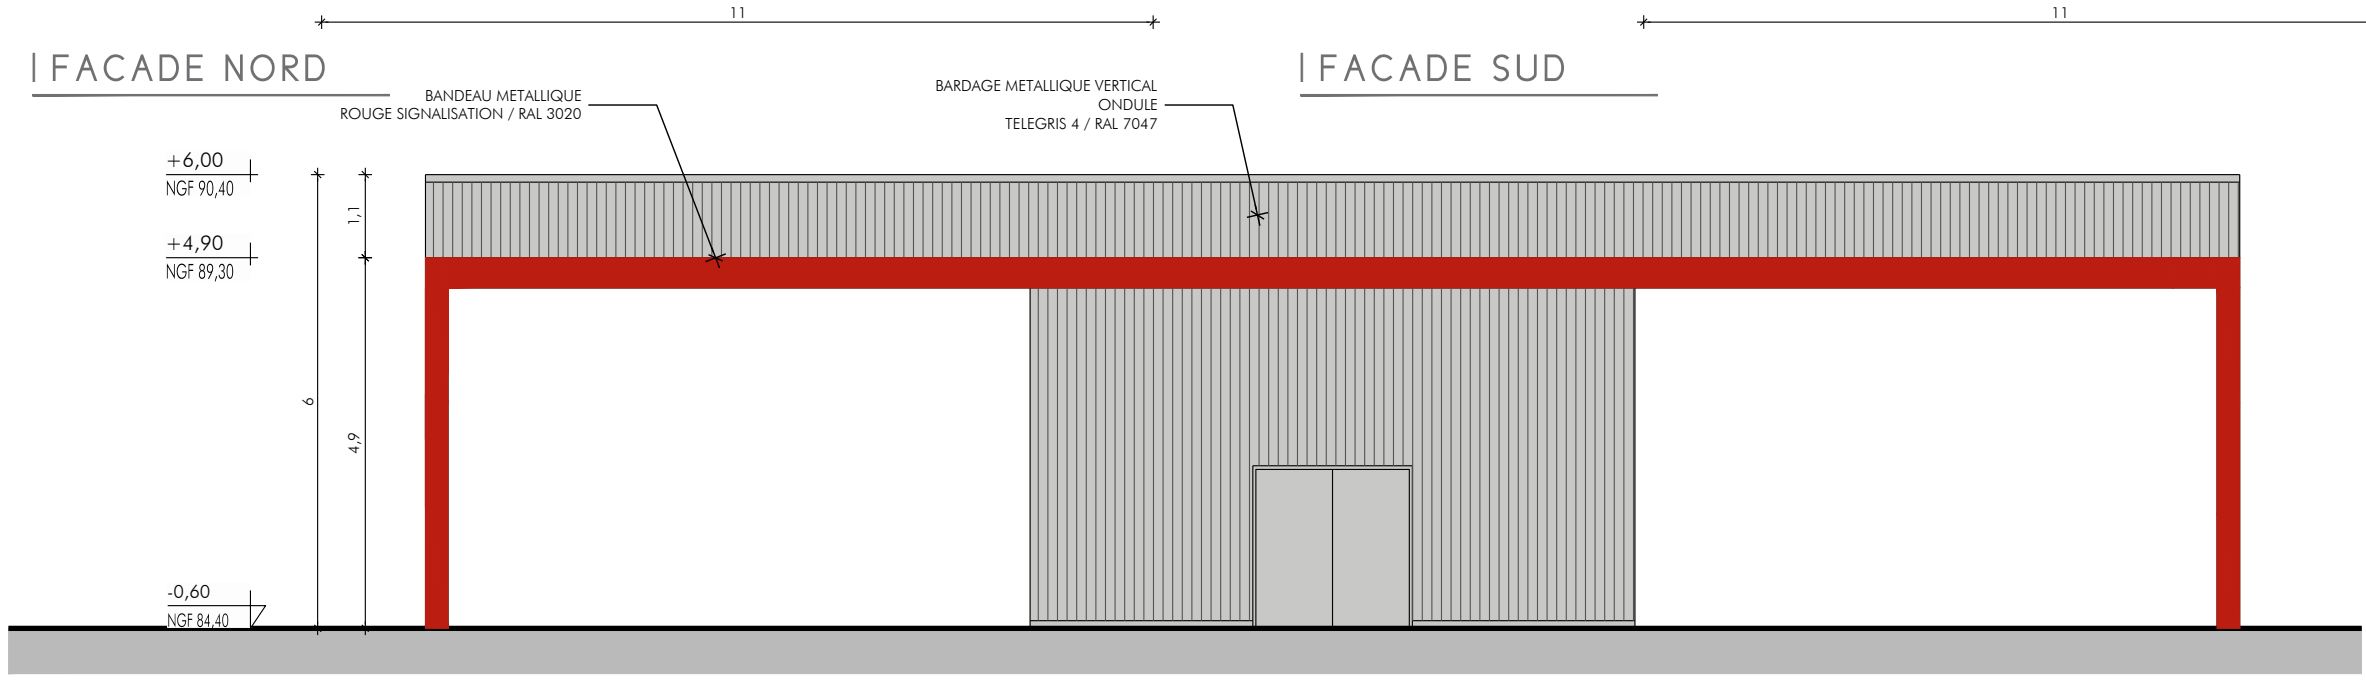 11
11
| FACADE NORD
| FACADE SUD
BANDEAU METALLIQUE
ROUGE SIGNALISATION / RAL 3020
BARDAGE METALLIQUE VERTICAL
ONDULE
TELEGRIS 4 / RAL 7047
+6,00
NGF 90,40
1,1
+4,90
NGF 89,30
6
4,9
-0,60
NGF 84,40